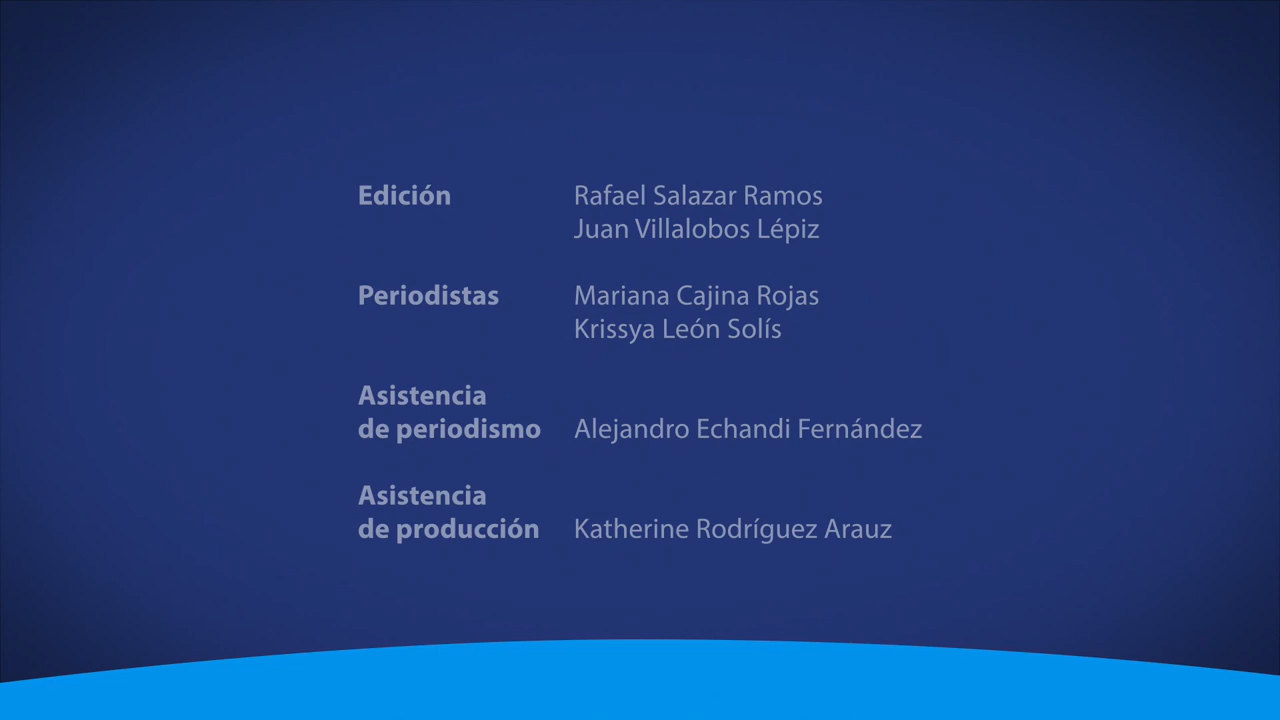 Edición Rafael Salazar Ramos
Juan Villalobos Lépiz
Periodistas Mariana Cajina Rojas
Krissya León Solís
Asistencia
de periodismo Alejandro Echandi Fernández
Asistencia
de producción Katherine Rodríguez Arauz